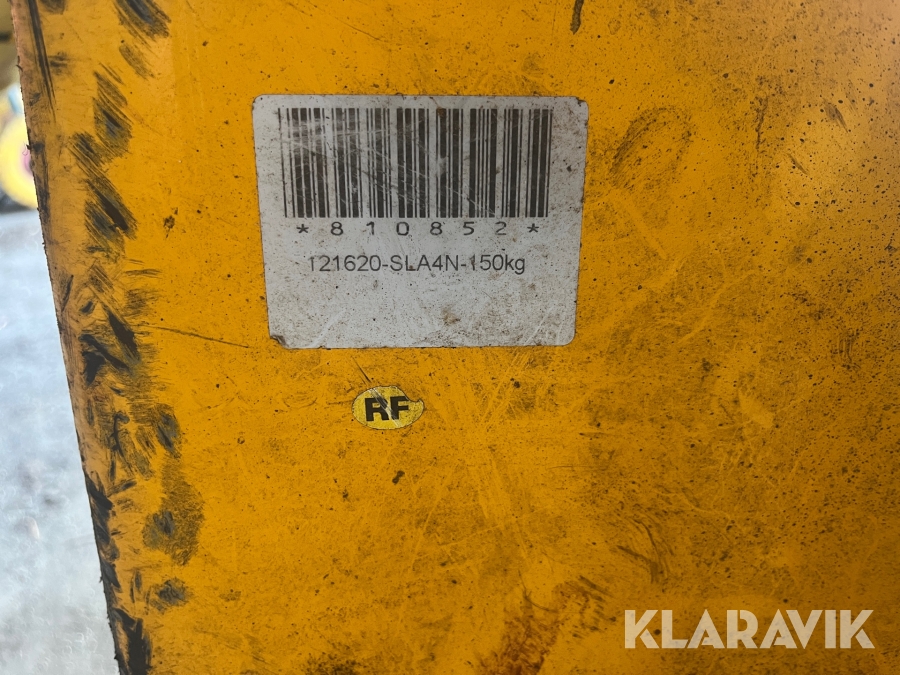 *810852*
121620-SLA4N-150kg
RF
KLARAVIK